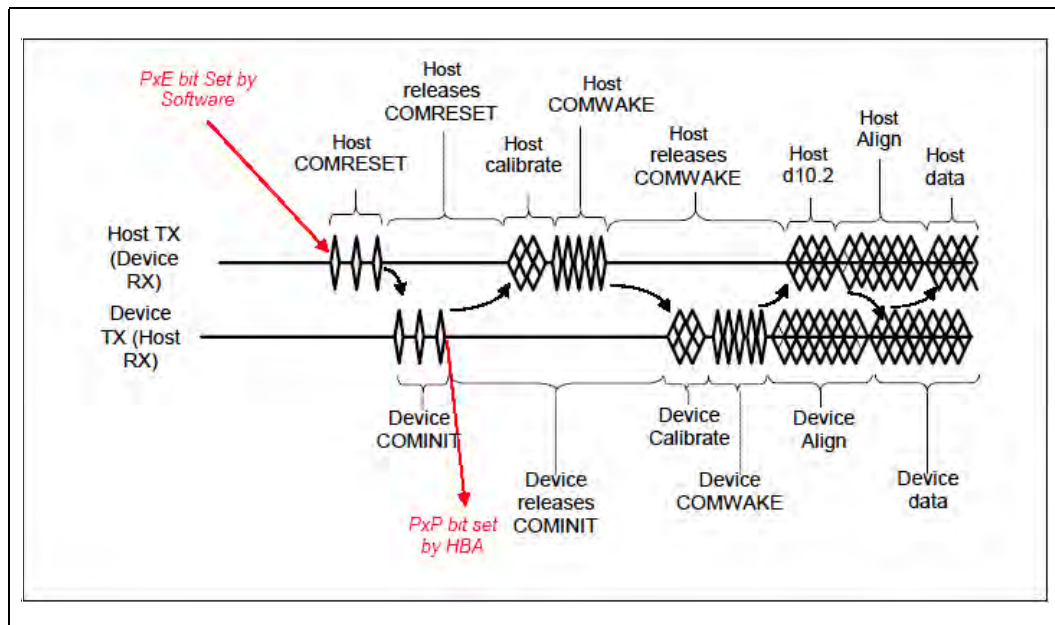 PxE bit Set by
Software
Host
COMRESET
Host
releases
COMRESET
Host
calibrate
Host
COMWAKE
Host
releases
COMWAKE
Host
d10.2
Host
Align
Host
data
Host TX
(Device
RX)
Device
TX (Host
RX)
Device
COMINIT
PxP bit set
by HBA
Device
releases
COMINIT
Device
Calibrate
Device
COMWAKE
Device
Align
Device
data